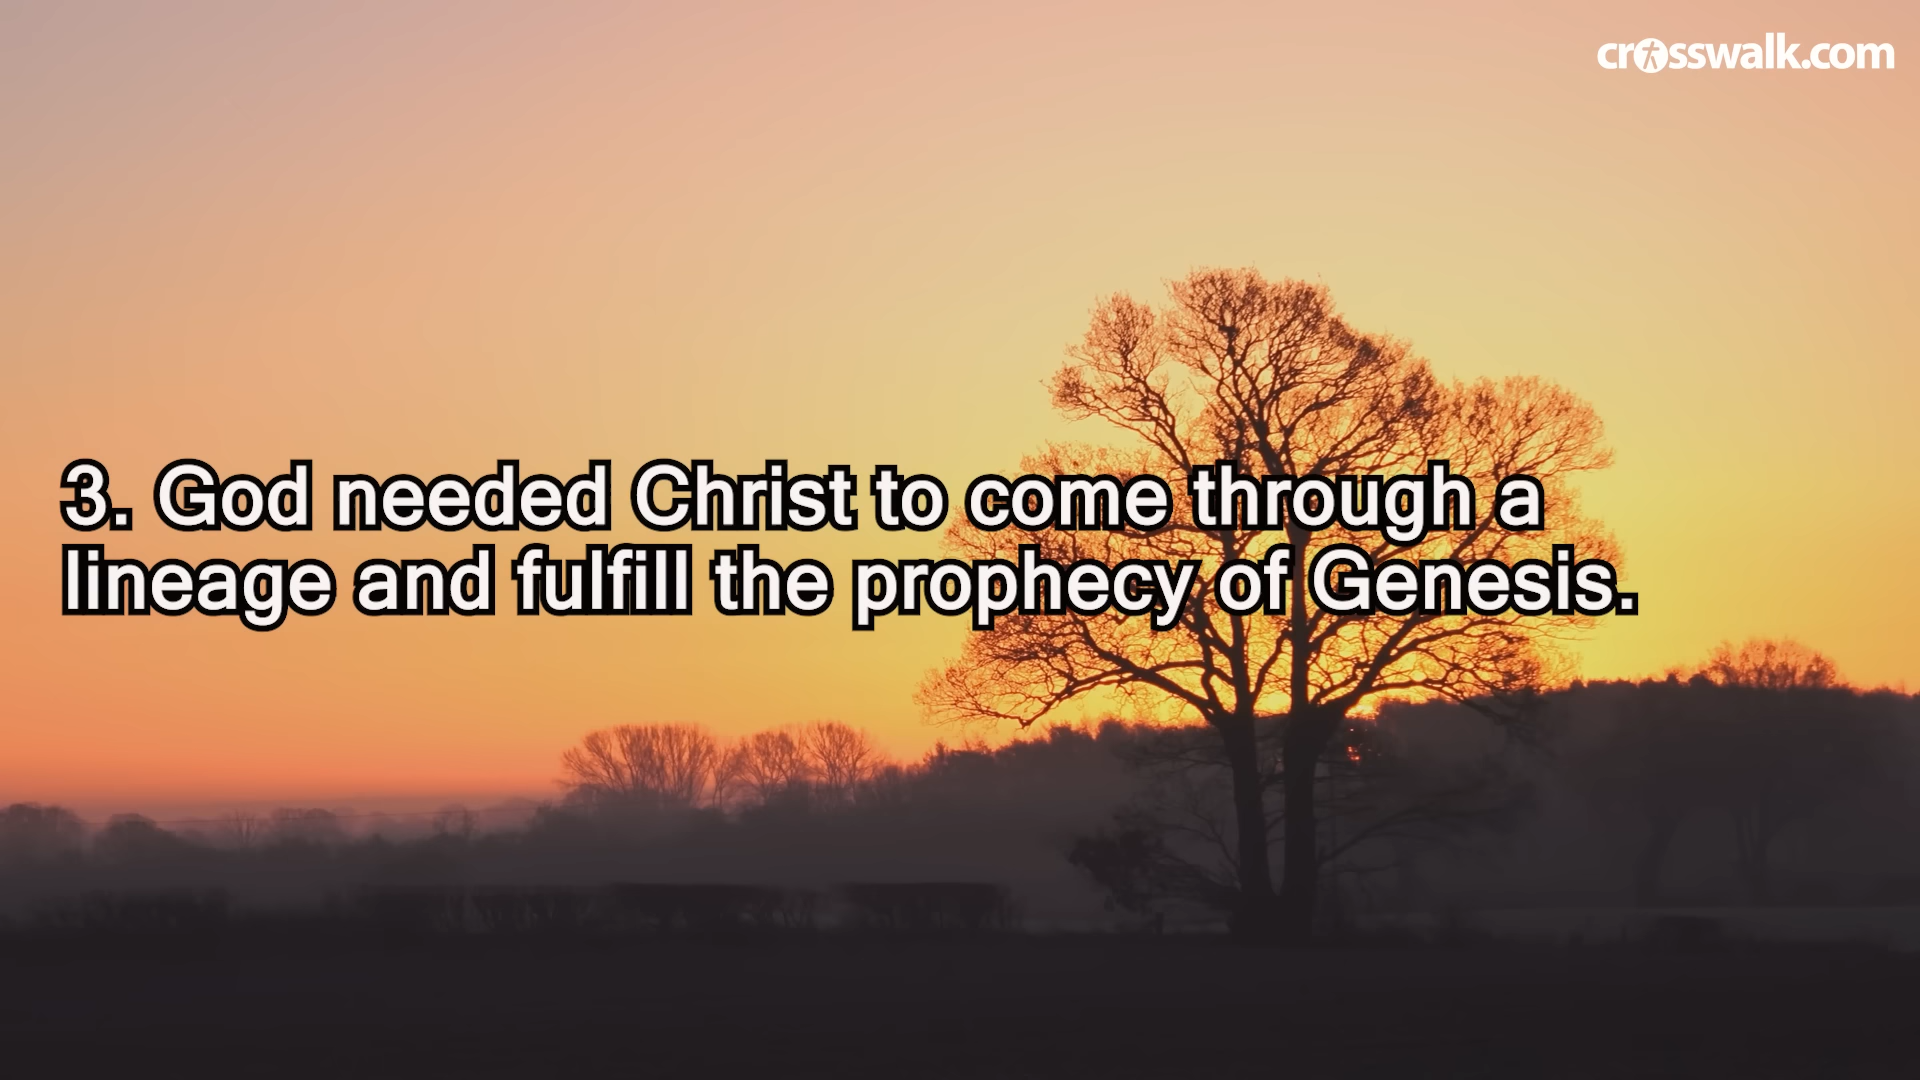 crosswalk.com
3. God needed Christ to come through a
lineage and fulfill the prophecy of Genesis.